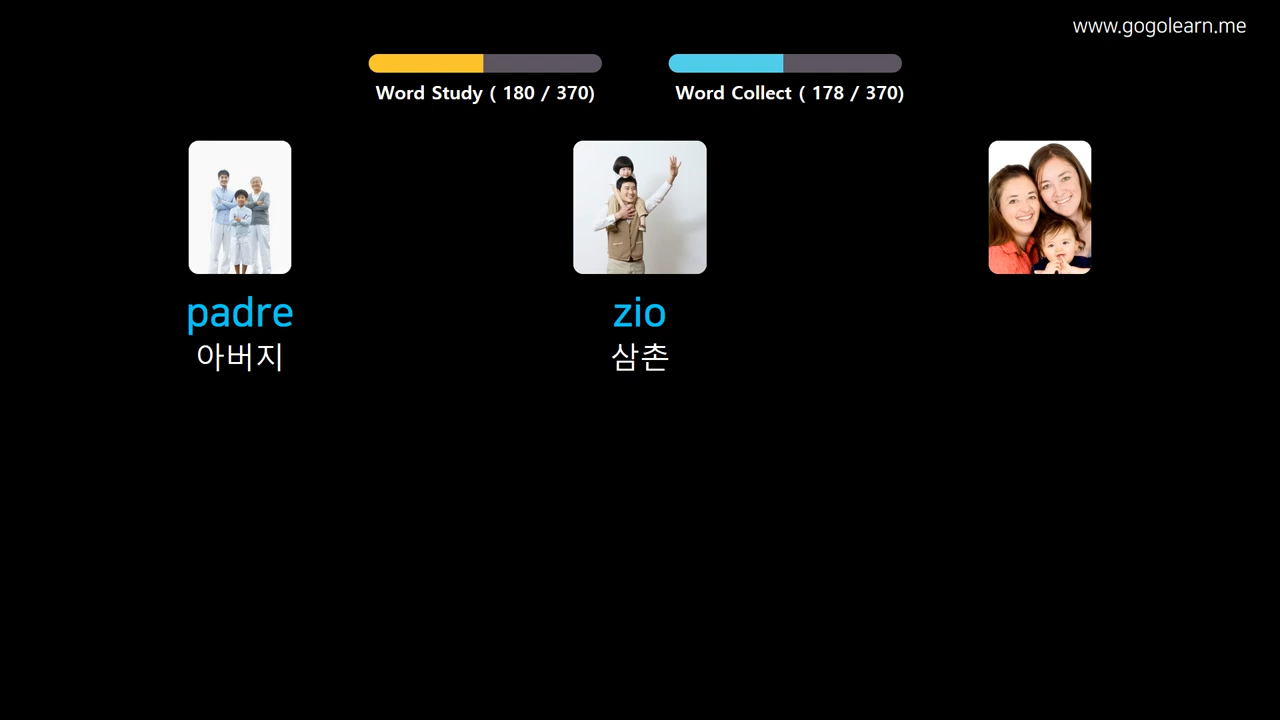 www.gogolearn.me
Word Study ( 180 / 370)
Word Collect ( 178 / 370)
padre
아버지
zio
삼촌